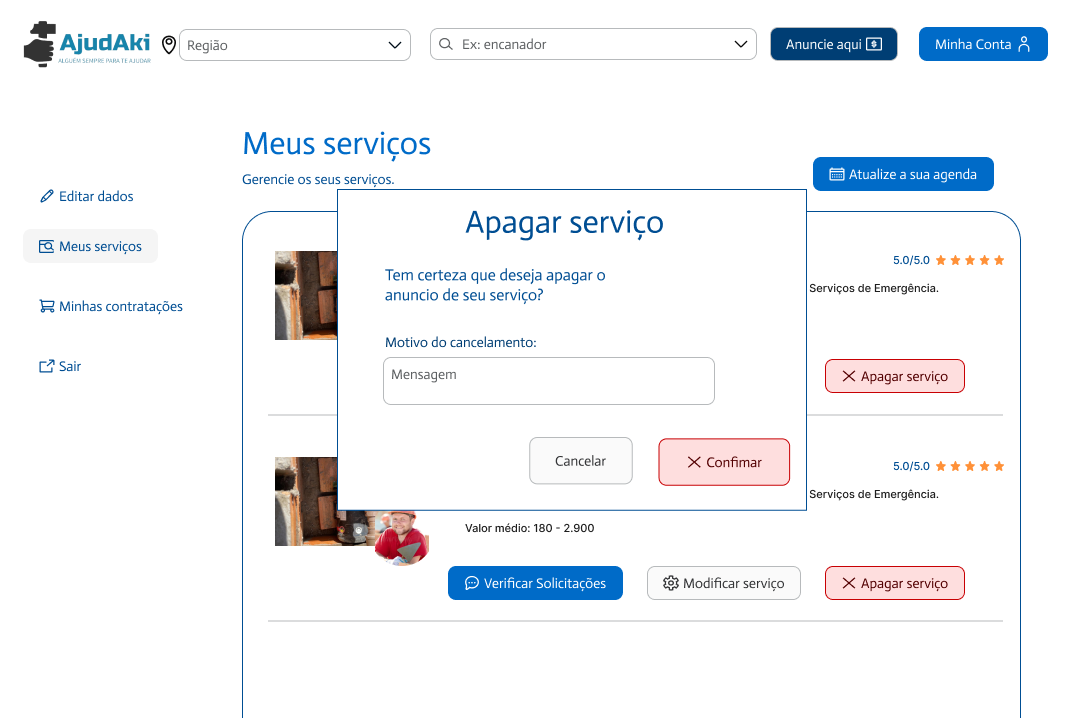 AjudAki
ALGUÉM SEMPRE PARA TE AJUDAR
Região
Ex: encanador
Anuncie aqui
Minha Conta
Meus serviços
Gerencie os seus serviços.
Atualize a sua agenda
Editar dados
Meus serviços
Minhas contratações
Sair
Apagar serviço
Tem certeza que deseja apagar o
anuncio de seu serviço?
Motivo do cancelamento:
Mensagem
Cancelar
Confimar
5.0/5.0
Serviços de Emergência.
Apagar serviço
5.0/5.0
Serviços de Emergência.
Valor médio: 180 - 2.900
Verificar Solicitações
Modificar serviço
Apagar serviço